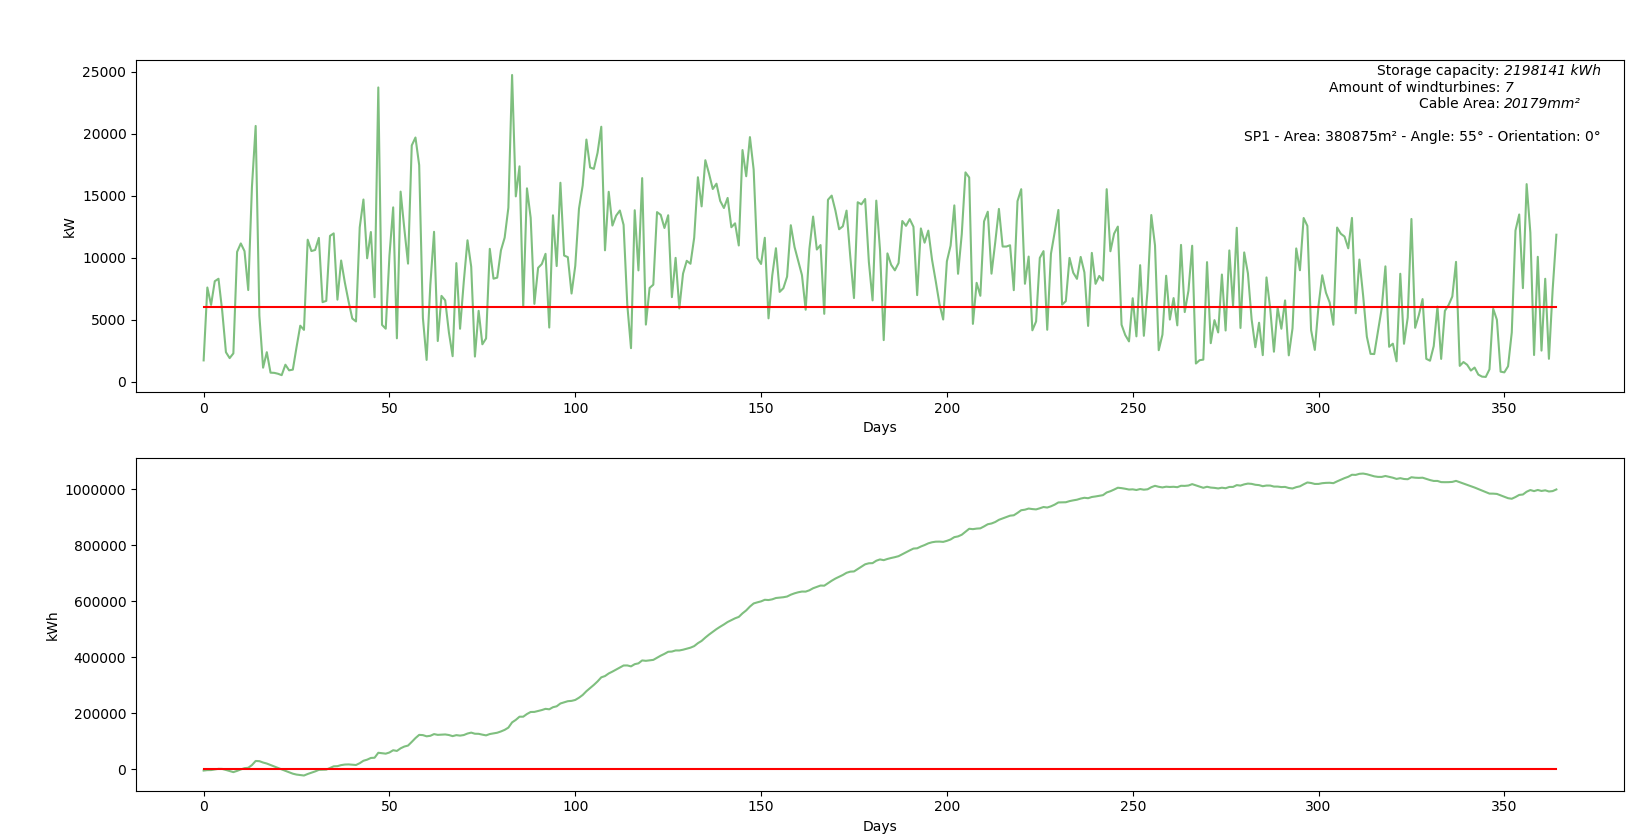 25000
20000
15000
10000
5000
0
kW
Storage capacity: 2198141 kWh
Amount of windturbines: 7
Cable Area: 20179mm²
SP1 - Area: 380875m² - Angle: 55° - Orientation: 0°
0 50 100 150 200 250 300 350
Days
1000000
800000
600000
400000
200000
0
kWh
0 50 100 150 200 250 300 350
Days